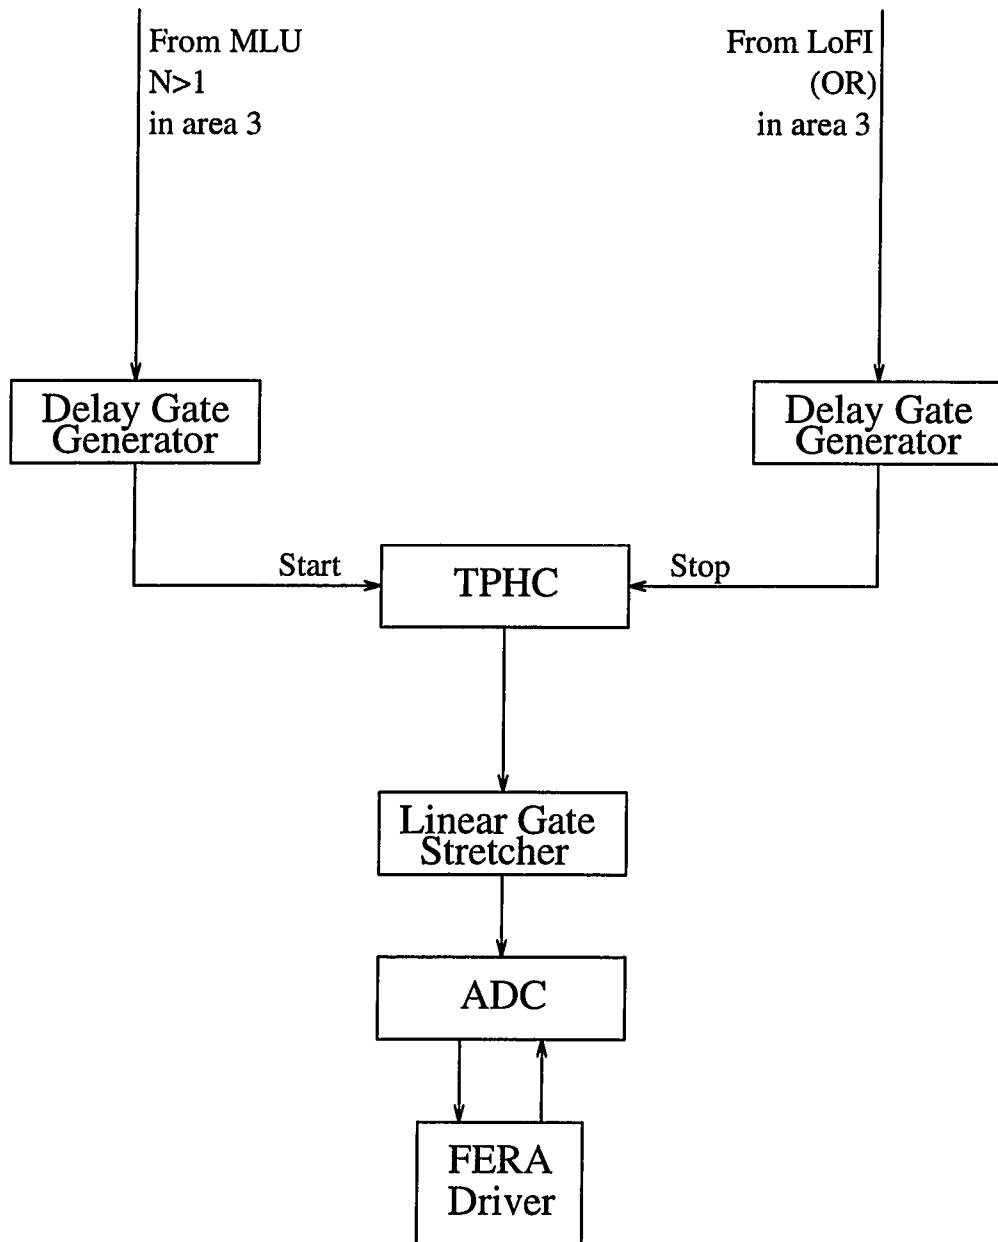 From MLU
N>1
in area 3
From LoFI
(OR)
in area 3
Delay Gate
Generator
Delay Gate
Generator
Start
TPHC
Stop
Linear Gate
Stretcher
ADC
FERA
Driver